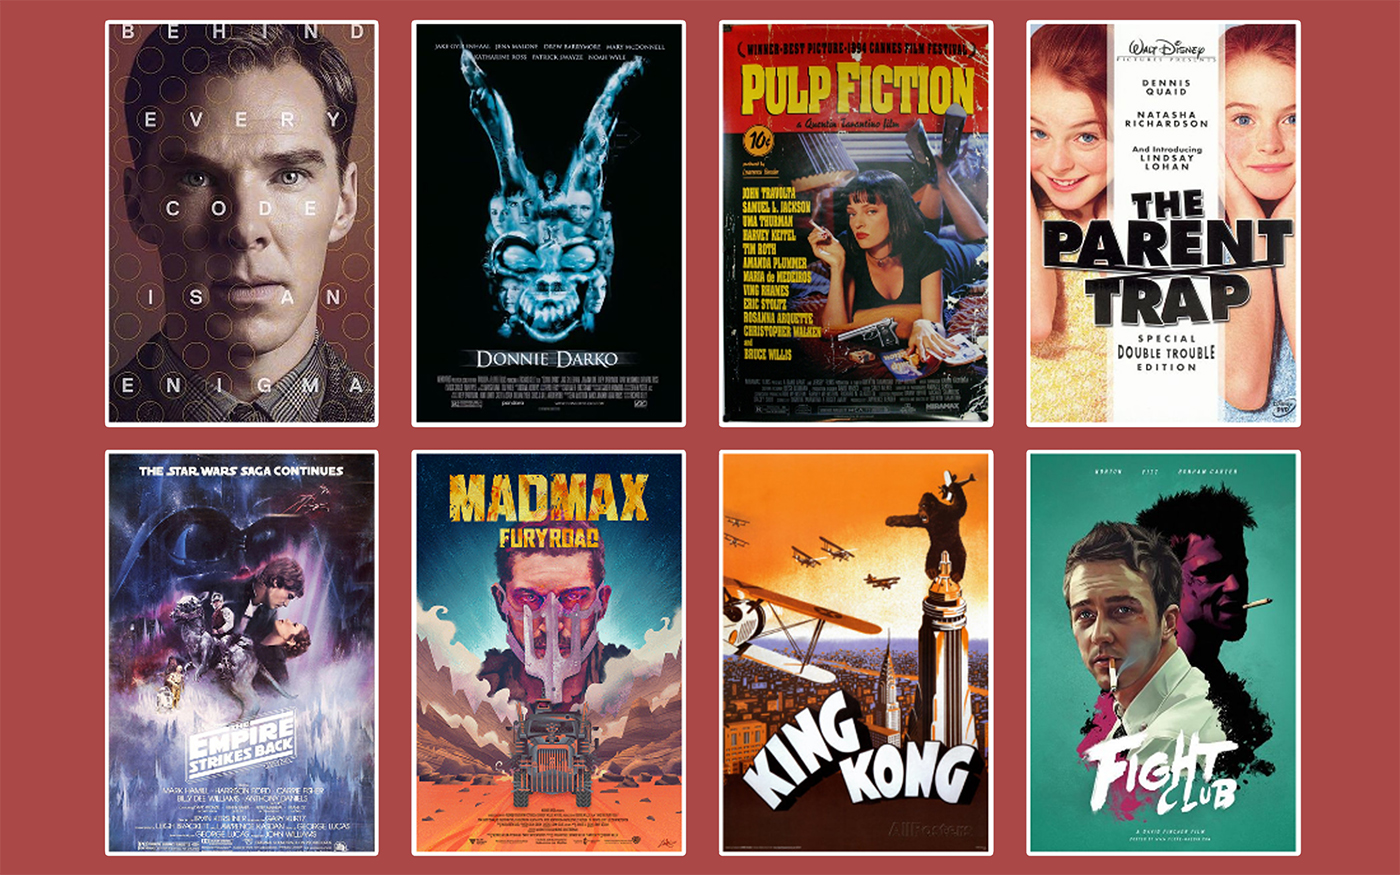 BEHIND
EVERY
CODE
IS AN
ENIGMA
JAKE GYLLENHAAL JENA MALONE DREW BARRYMORE MARY McDONNELL
KATHARINE ROSS PATRICK SWAYZE NOAH WYLE
DONNIE DARKO
WINNER-BEST PICTURE-1994 CANNES FILM FESTIVAL
PULP FICTION
a Quentin Tarantino film
10¢
JOHN TRAVOLTA
SAMUEL L. JACKSON
UMA THURMAN
HARVEY KEITEL
TIM ROTH
AMANDA PLUMMER
MARIA de MEDEIROS
VING RHAMES
ERIC STOLTZ
ROSANNA ARQUETTE
CHRISTOPHER WALKEN
and
BRUCE WILLIS
MIRAMAX
WALT DISNEY
PICTURES PRESENTS
DENNIS
QUAID
NATASHA
RICHARDSON
And Introducing
LINDSAY
LOHAN
THE
PARENT
TRAP
SPECIAL
DOUBLE TROUBLE
EDITION
Disney
DVD
THE STAR WARS SAGA CONTINUES
THE
EMPIRE
STRIKES BACK
MARK HAMILL · HARRISON FORD · CARRIE FISHER
BILLY DEE WILLIAMS · ANTHONY DANIELS
IRVIN KERSHNER GARY KURTZ
LEIGH BRACKETT LAWRENCE KASDAN GEORGE LUCAS
GEORGE LUCAS JOHN WILLIAMS
MAD MAX
FURY ROAD
KING
KONG
AllPosters
NORTON PITT BONHAM CARTER
FIGHT
CLUB
A DAVID FINCHER FILM